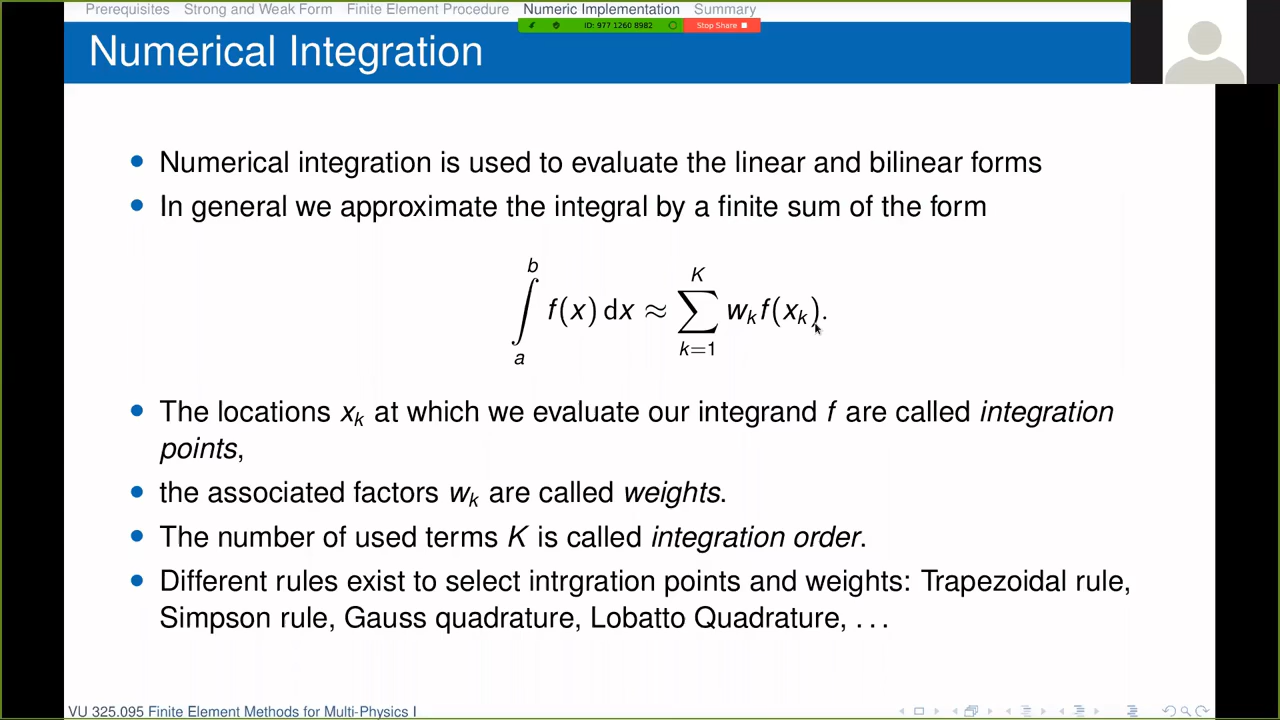 Prerequisites Strong and Weak Form Finite Element Procedure Numeric Implementation Summary
ID: 977 1260 8982 Stop Share
Numerical Integration
• Numerical integration is used to evaluate the linear and bilinear forms
• In general we approximate the integral by a finite sum of the form
∫_a^b f(x) dx ≈ ∑_{k=1}^{K} w_k f(x_k).
• The locations x_k at which we evaluate our integrand f are called integration
points,
• the associated factors w_k are called weights.
• The number of used terms K is called integration order.
• Different rules exist to select intrgration points and weights: Trapezoidal rule,
Simpson rule, Gauss quadrature, Lobatto Quadrature, ...
VU 325.095 Finite Element Methods for Multi-Physics I